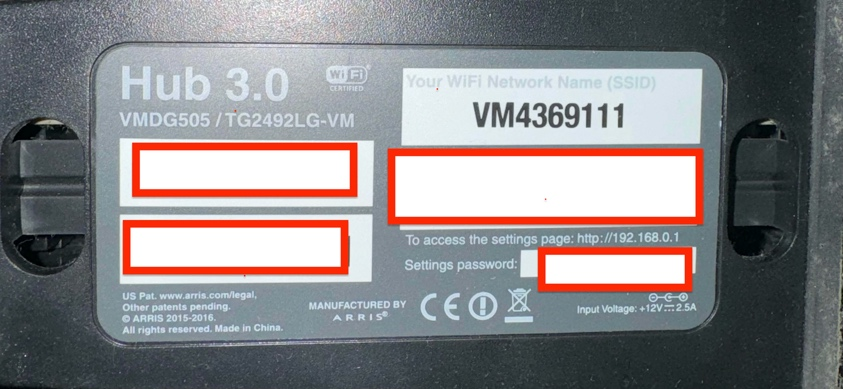 Hub 3.0
WiFi
CERTIFIED
VMDG505 / TG2492LG-VM
Your WiFi Network Name (SSID)
VM4369111
To access the settings page: http://192.168.0.1
Settings password:
US Pat. www.arris.com/legal,
Other patents pending.
© ARRIS 2015-2016.
All rights reserved. Made in China.
MANUFACTURED BY
ARRIS®
CE
Input Voltage: +12V⎓2.5A